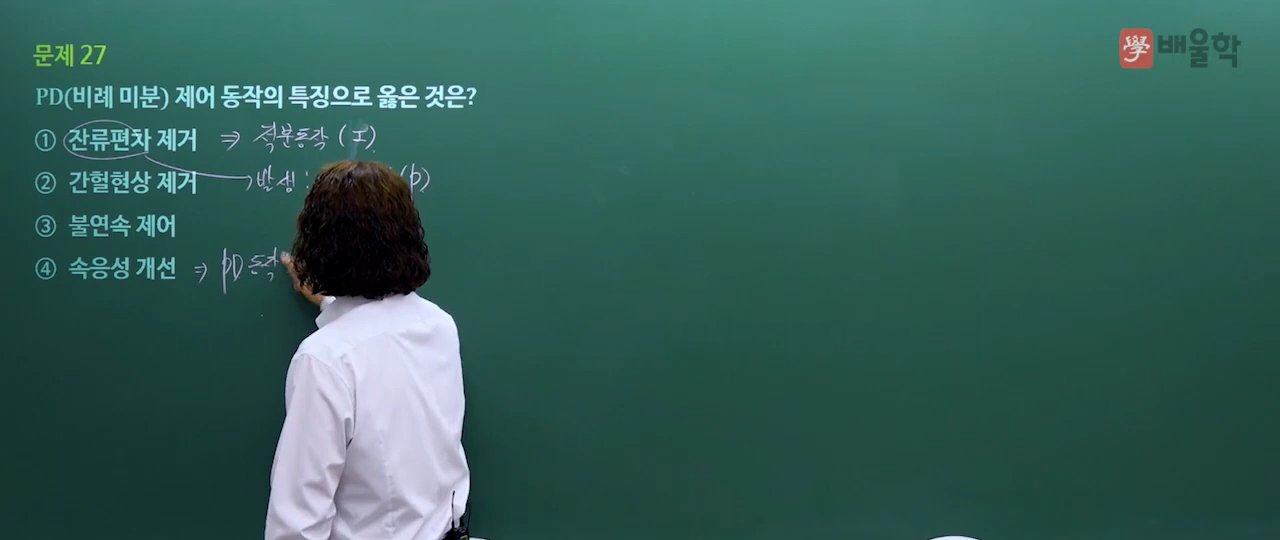 學 배울학
문제 27
PD(비례 미분) 제어 동작의 특징으로 옳은 것은?
① 잔류편차 제거 ⇒ 적분동작 (I)
② 간헐현상 제거 → 발생 : (P)
③ 불연속 제어
④ 속응성 개선 ⇒ PD 동작